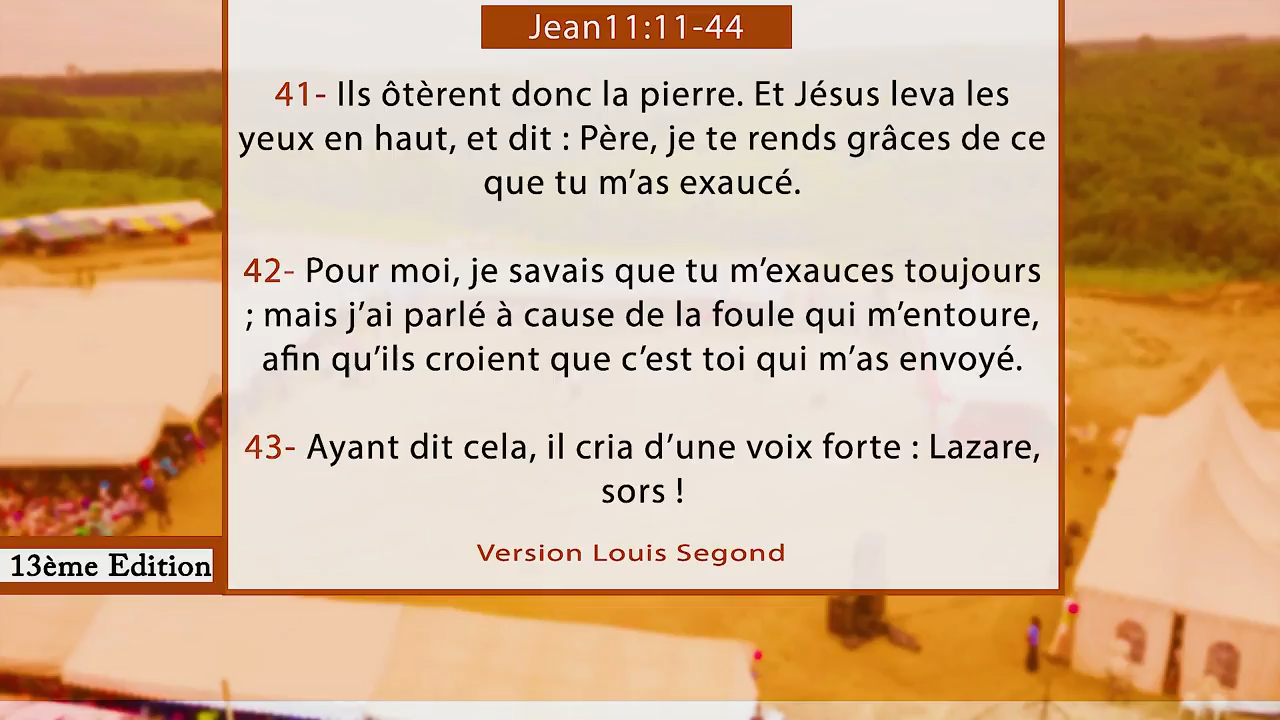 Jean11:11-44
41- Ils ôtèrent donc la pierre. Et Jésus leva les
yeux en haut, et dit : Père, je te rends grâces de ce
que tu m’as exaucé.
42- Pour moi, je savais que tu m’exauces toujours
; mais j’ai parlé à cause de la foule qui m’entoure,
afin qu’ils croient que c’est toi qui m’as envoyé.
43- Ayant dit cela, il cria d’une voix forte : Lazare,
sors !
Version Louis Segond
13ème Edition